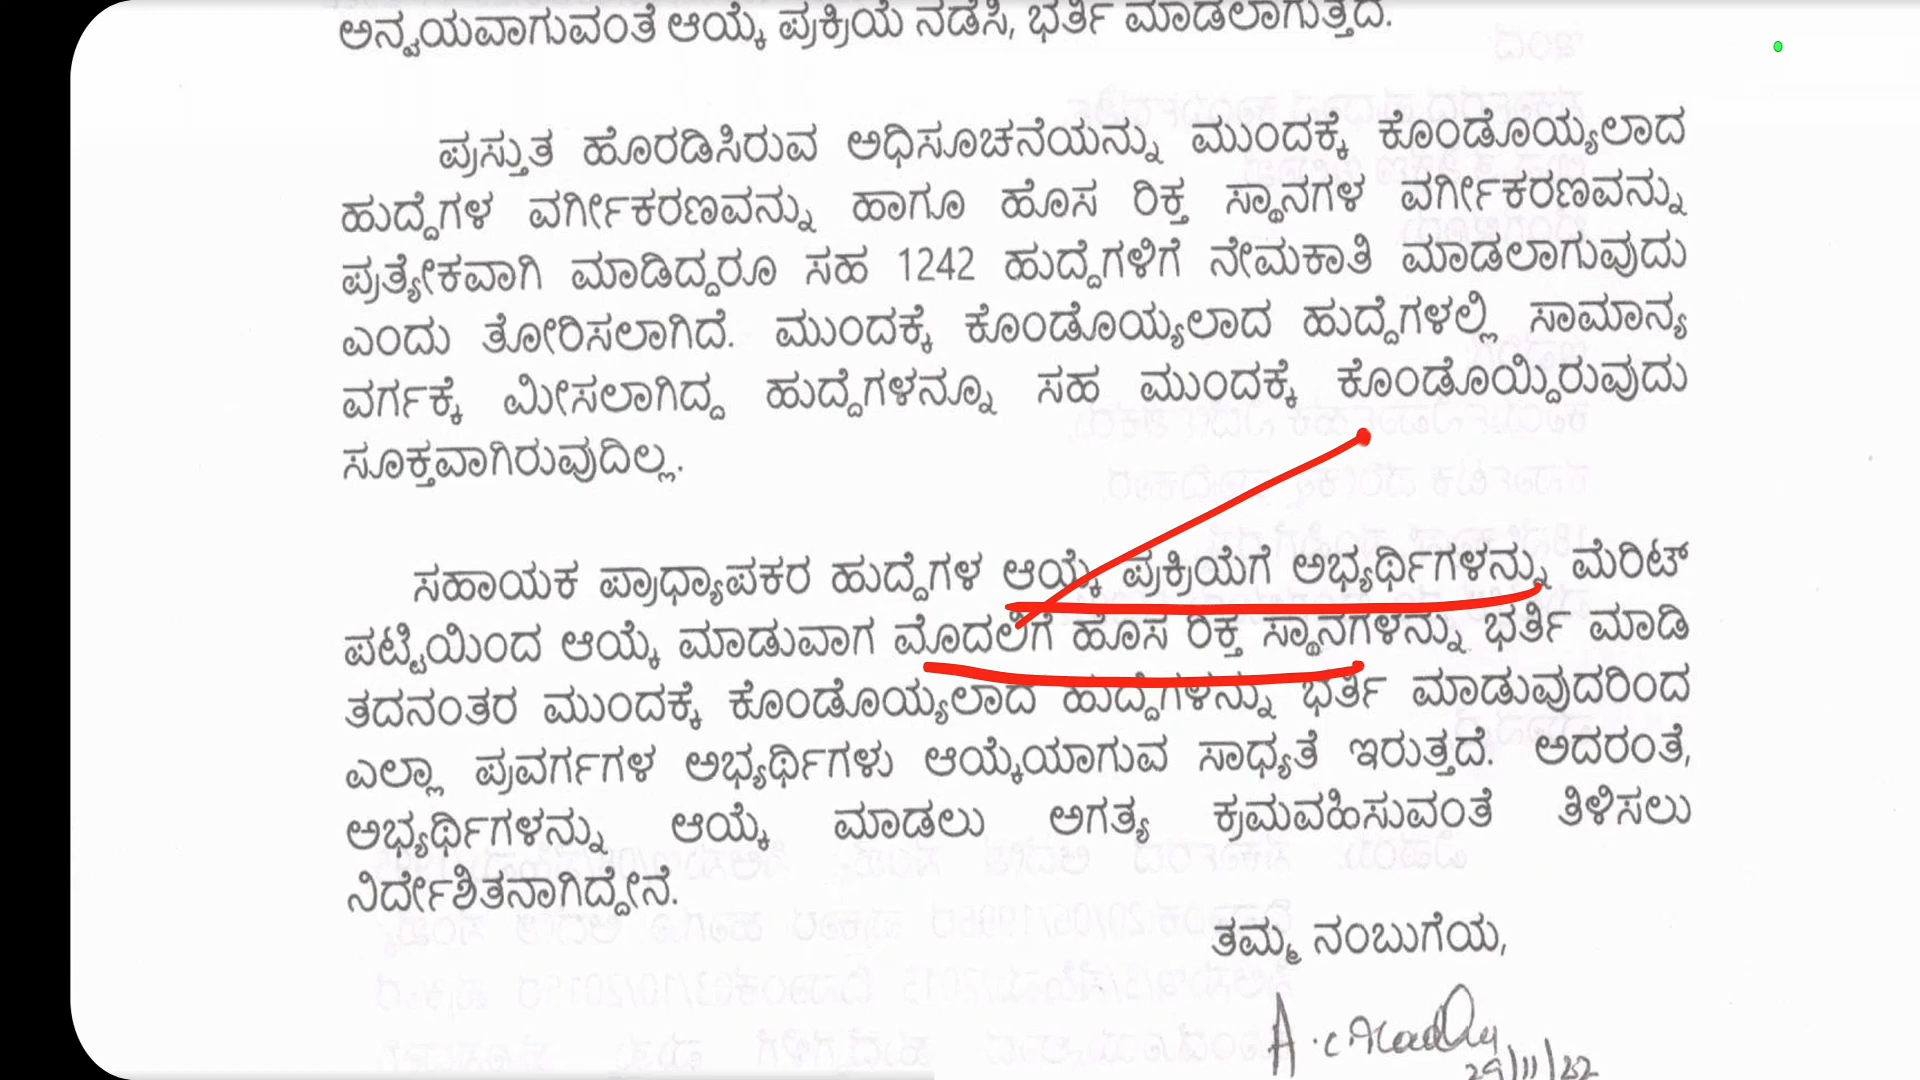 ಅನ್ವಯವಾಗುವಂತೆ ಆಯ್ಕೆ ಪ್ರಕ್ರಿಯೆ ನಡೆಸಿ, ಭರ್ತಿ ಮಾಡಲಾಗುತ್ತದೆ.
ಪ್ರಸ್ತುತ ಹೊರಡಿಸಿರುವ ಅಧಿಸೂಚನೆಯನ್ನು ಮುಂದಕ್ಕೆ ಕೊಂಡೊಯ್ಯಲಾದ
ಹುದ್ದೆಗಳ ವರ್ಗೀಕರಣವನ್ನು ಹಾಗೂ ಹೊಸ ರಿಕ್ತ ಸ್ಥಾನಗಳ ವರ್ಗೀಕರಣವನ್ನು
ಪ್ರತ್ಯೇಕವಾಗಿ ಮಾಡಿದ್ದರೂ ಸಹ 1242 ಹುದ್ದೆಗಳಿಗೆ ನೇಮಕಾತಿ ಮಾಡಲಾಗುವುದು
ಎಂದು ತೋರಿಸಲಾಗಿದೆ. ಮುಂದಕ್ಕೆ ಕೊಂಡೊಯ್ಯಲಾದ ಹುದ್ದೆಗಳಲ್ಲಿ ಸಾಮಾನ್ಯ
ವರ್ಗಕ್ಕೆ ಮೀಸಲಾಗಿದ್ದ ಹುದ್ದೆಗಳನ್ನೂ ಸಹ ಮುಂದಕ್ಕೆ ಕೊಂಡೊಯ್ದಿರುವುದು
ಸೂಕ್ತವಾಗಿರುವುದಿಲ್ಲ.
ಸಹಾಯಕ ಪ್ರಾಧ್ಯಾಪಕರ ಹುದ್ದೆಗಳ ಆಯ್ಕೆ ಪ್ರಕ್ರಿಯೆಗೆ ಅಭ್ಯರ್ಥಿಗಳನ್ನು ಮೆರಿಟ್
ಪಟ್ಟಿಯಿಂದ ಆಯ್ಕೆ ಮಾಡುವಾಗ ಮೊದಲಿಗೆ ಹೊಸ ರಿಕ್ತ ಸ್ಥಾನಗಳನ್ನು ಭರ್ತಿ ಮಾಡಿ
ತದನಂತರ ಮುಂದಕ್ಕೆ ಕೊಂಡೊಯ್ಯಲಾದ ಹುದ್ದೆಗಳನ್ನು ಭರ್ತಿ ಮಾಡುವುದರಿಂದ
ಎಲ್ಲಾ ಪ್ರವರ್ಗಗಳ ಅಭ್ಯರ್ಥಿಗಳು ಆಯ್ಕೆಯಾಗುವ ಸಾಧ್ಯತೆ ಇರುತ್ತದೆ. ಅದರಂತೆ,
ಅಭ್ಯರ್ಥಿಗಳನ್ನು ಆಯ್ಕೆ ಮಾಡಲು ಅಗತ್ಯ ಕ್ರಮವಹಿಸುವಂತೆ ತಿಳಿಸಲು
ನಿರ್ದೇಶಿತನಾಗಿದ್ದೇನೆ.
ತಮ್ಮ ನಂಬುಗೆಯ,
29/11/22